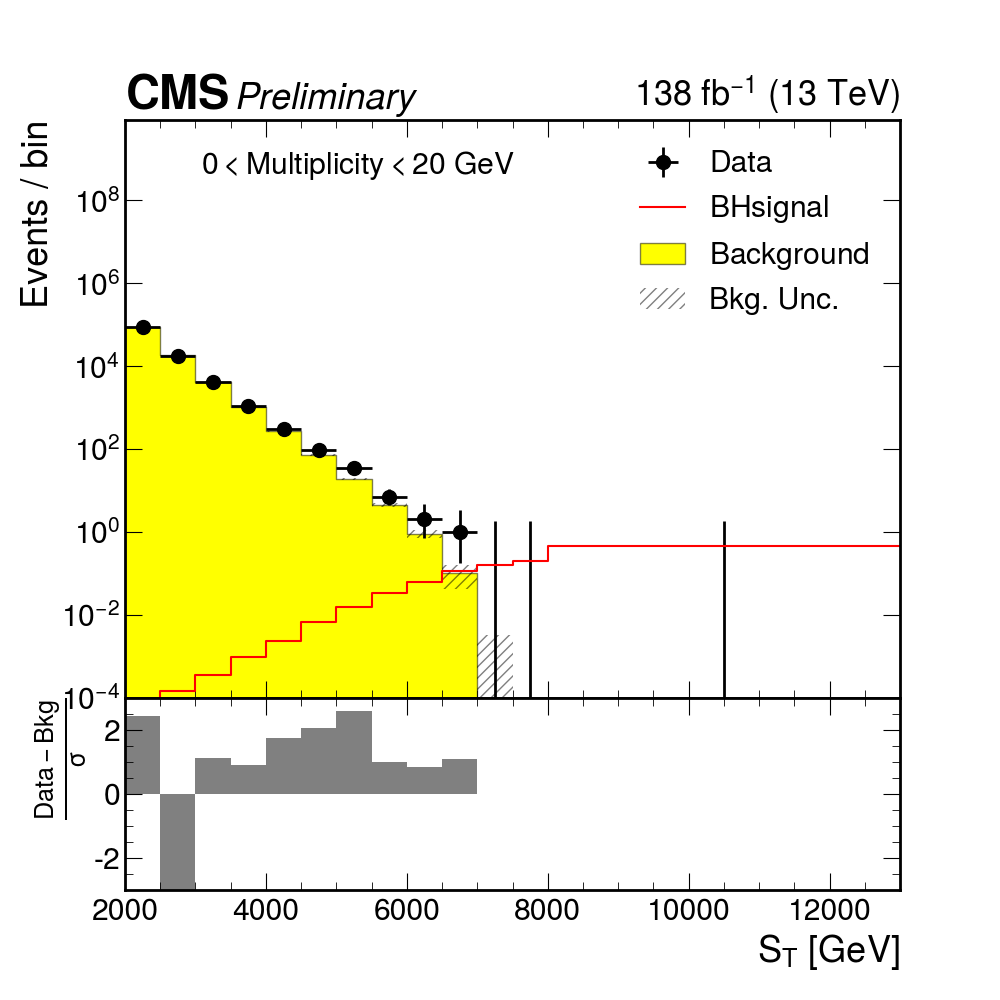 CMS Preliminary 138 fb⁻¹ (13 TeV)
Events / bin
0 < Multiplicity < 20 GeV
Data
BHsignal
Background
Bkg. Unc.
10⁸
10⁶
10⁴
10²
10⁰
10⁻²
10⁻⁴
Data − Bkg
σ
2
0
-2
2000 4000 6000 8000 10000 12000
S_T [GeV]